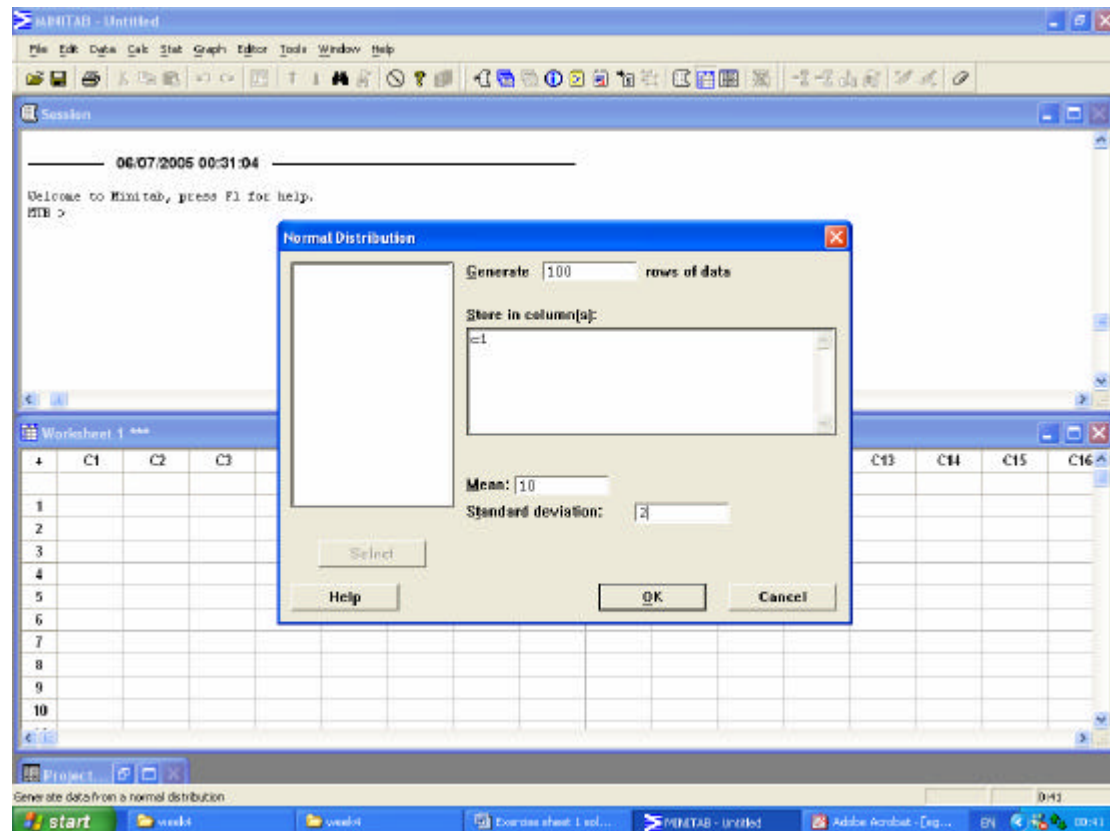 MINITAB - Untitled
File Edit Data Calc Stat Graph Editor Tools Window Help
Session
06/07/2005 00:31:04
Welcome to Minitab, press F1 for help.
MTB >
Normal Distribution
Generate 100 rows of data
Store in column(s):
c1
Mean: 10
Standard deviation: 2
Select
Help OK Cancel
Worksheet 1 ***
+ C1 C2 C3 C13 C14 C15 C16
1
2
3
4
5
6
7
8
9
10
Project...
Generate data from a normal distribution 0:41
start week4 week4 Exercise sheet 1 sol... MINITAB - Untitled Adobe Acrobat - [eg... EN 00:41